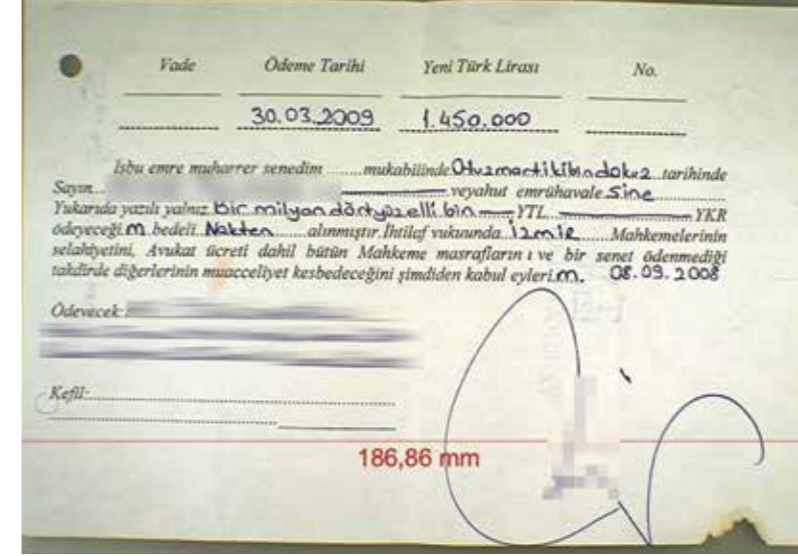 Vade Ödeme Tarihi Yeni Türk Lirası No.
30.03.2009 1.450.000
İşbu emre muharrer senedim ......mukabilinde Otuzmartikibindokuz tarihinde
Sayın... veyahut emrühavale sine
Yukarıda yazılı yalnız Bir milyon dörtyüzelli bin — YTL. — YKR
ödeyeceği m bedeli Nakten ......alınmıştır. İhtilaf vukuunda İzmir ...... Mahkemelerinin
selahiyetini, Avukat ücreti dahil bütün Mahkeme masrafların ı ve bir senet ödenmediği
takdirde diğerlerinin muacceliyet kesbedeceğini şimdiden kabul eyleri.m. 08.09.2008
Ödeyecek:
Kefil:
186,86 mm